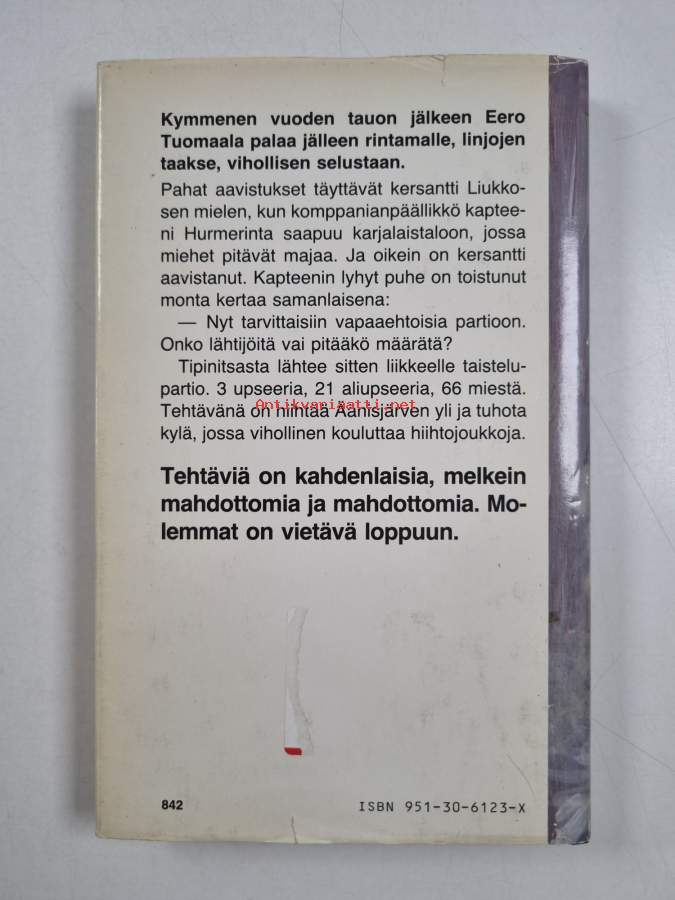 Kymmenen vuoden tauon jälkeen Eero
Tuomaala palaa jälleen rintamalle, linjojen
taakse, vihollisen selustaan.
Pahat aavistukset täyttävät kersantti Liukko-
sen mielen, kun komppanianpäällikkö kaptee-
ni Hurmerinta saapuu karjalaistaloon, jossa
miehet pitävät majaa. Ja oikein on kersantti
aavistanut. Kapteenin lyhyt puhe on toistunut
monta kertaa samanlaisena:
— Nyt tarvittaisiin vapaaehtoisia partioon.
Onko lähtijöitä vai pitääkö määrätä?
Tipinitsasta lähtee sitten liikkeelle taistelu-
partio. 3 upseeria, 21 aliupseeria, 66 miestä.
Antikvariaatti.net
Tehtävänä on hiihtää Äänisjärven yli ja tuhota
kylä, jossa vihollinen kouluttaa hiihtojoukkoja.
Tehtäviä on kahdenlaisia, melkein
mahdottomia ja mahdottomia. Mo-
lemmat on vietävä loppuun.
842
ISBN 951-30-6123-X